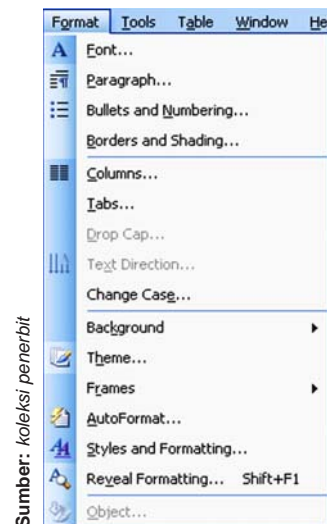 Format Tools Table Window He
Font...
Paragraph...
Bullets and Numbering...
Borders and Shading...
Columns...
Tabs...
Drop Cap...
Text Direction...
Change Case...
Background
Theme...
Frames
AutoFormat...
Styles and Formatting...
Reveal Formatting... Shift+F1
Object...
Sumber: koleksi penerbit